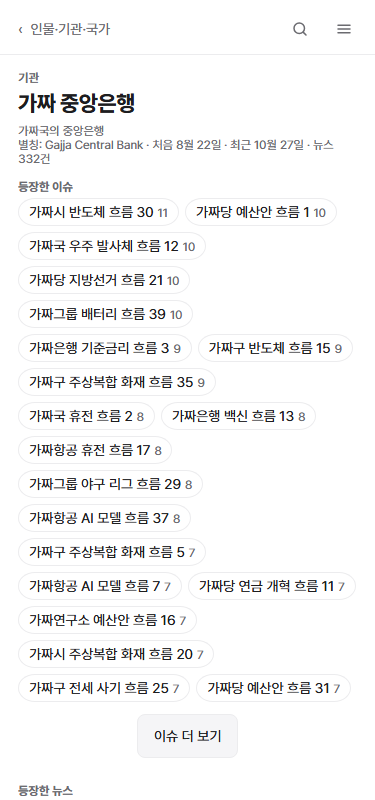 ‹ 인물·기관·국가
기관
가짜 중앙은행
가짜국의 중앙은행
별칭: Gajja Central Bank · 처음 8월 22일 · 최근 10월 27일 · 뉴스
332건
등장한 이슈
가짜시 반도체 흐름 30 11 가짜당 예산안 흐름 1 10
가짜국 우주 발사체 흐름 12 10
가짜당 지방선거 흐름 21 10
가짜그룹 배터리 흐름 39 10
가짜은행 기준금리 흐름 3 9 가짜구 반도체 흐름 15 9
가짜구 주상복합 화재 흐름 35 9
가짜국 휴전 흐름 2 8 가짜은행 백신 흐름 13 8
가짜항공 휴전 흐름 17 8
가짜그룹 야구 리그 흐름 29 8
가짜항공 AI 모델 흐름 37 8
가짜구 주상복합 화재 흐름 5 7
가짜항공 AI 모델 흐름 7 7 가짜당 연금 개혁 흐름 11 7
가짜연구소 예산안 흐름 16 7
가짜시 주상복합 화재 흐름 20 7
가짜구 전세 사기 흐름 25 7 가짜당 예산안 흐름 31 7
이슈 더 보기
등장한 뉴스